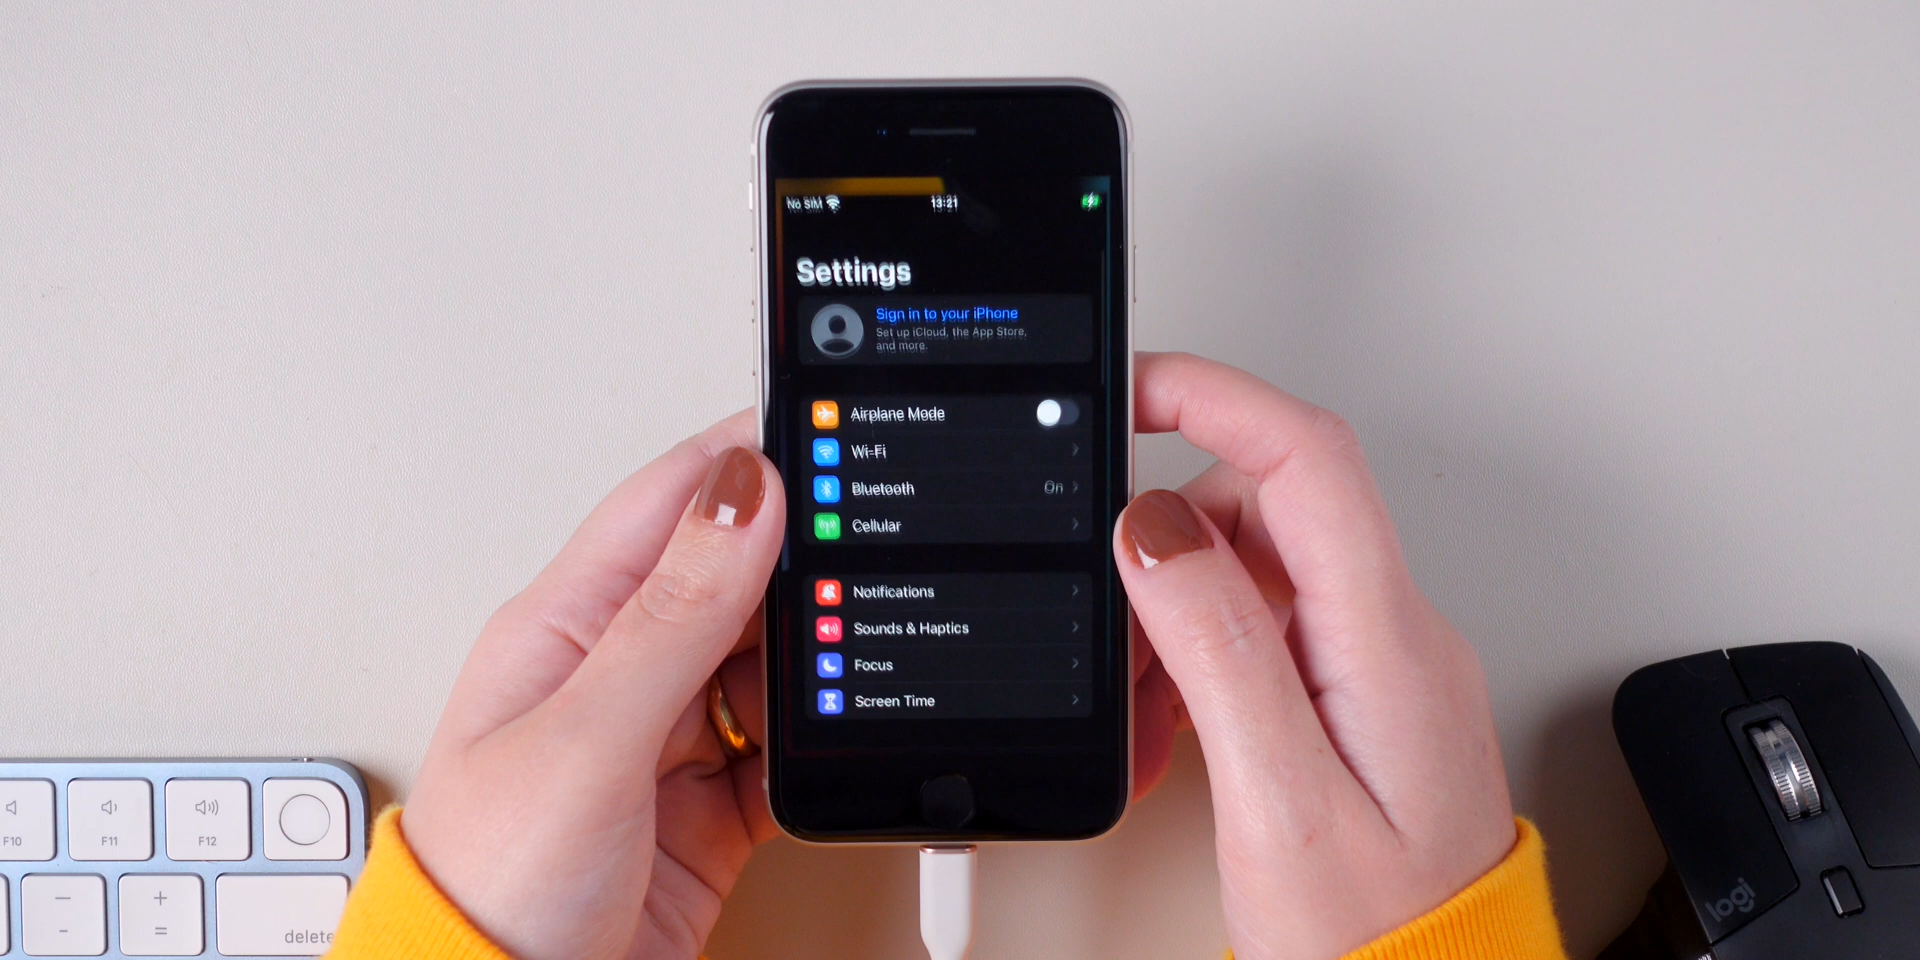 No SIM 13:21
Settings
Sign in to your iPhone
Set up iCloud, the App Store,
and more.
Airplane Mode
Wi-Fi
Bluetooth On
Cellular
Notifications
Sounds & Haptics
Focus
Screen Time
F10 F11 F12
- +
- =
delete
logi